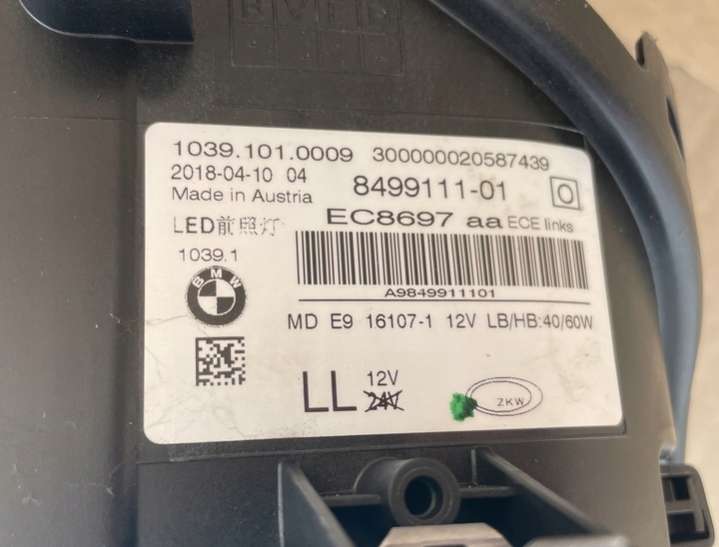 1039.101.0009 300000020587439
2018-04-10 04 8499111-01
Made in Austria
LED前照灯 EC8697 aa ECE links
1039.1
BMW
A9849911101
MD E9 16107-1 12V LB/HB:40/60W
LL 12V
24V
ZKW